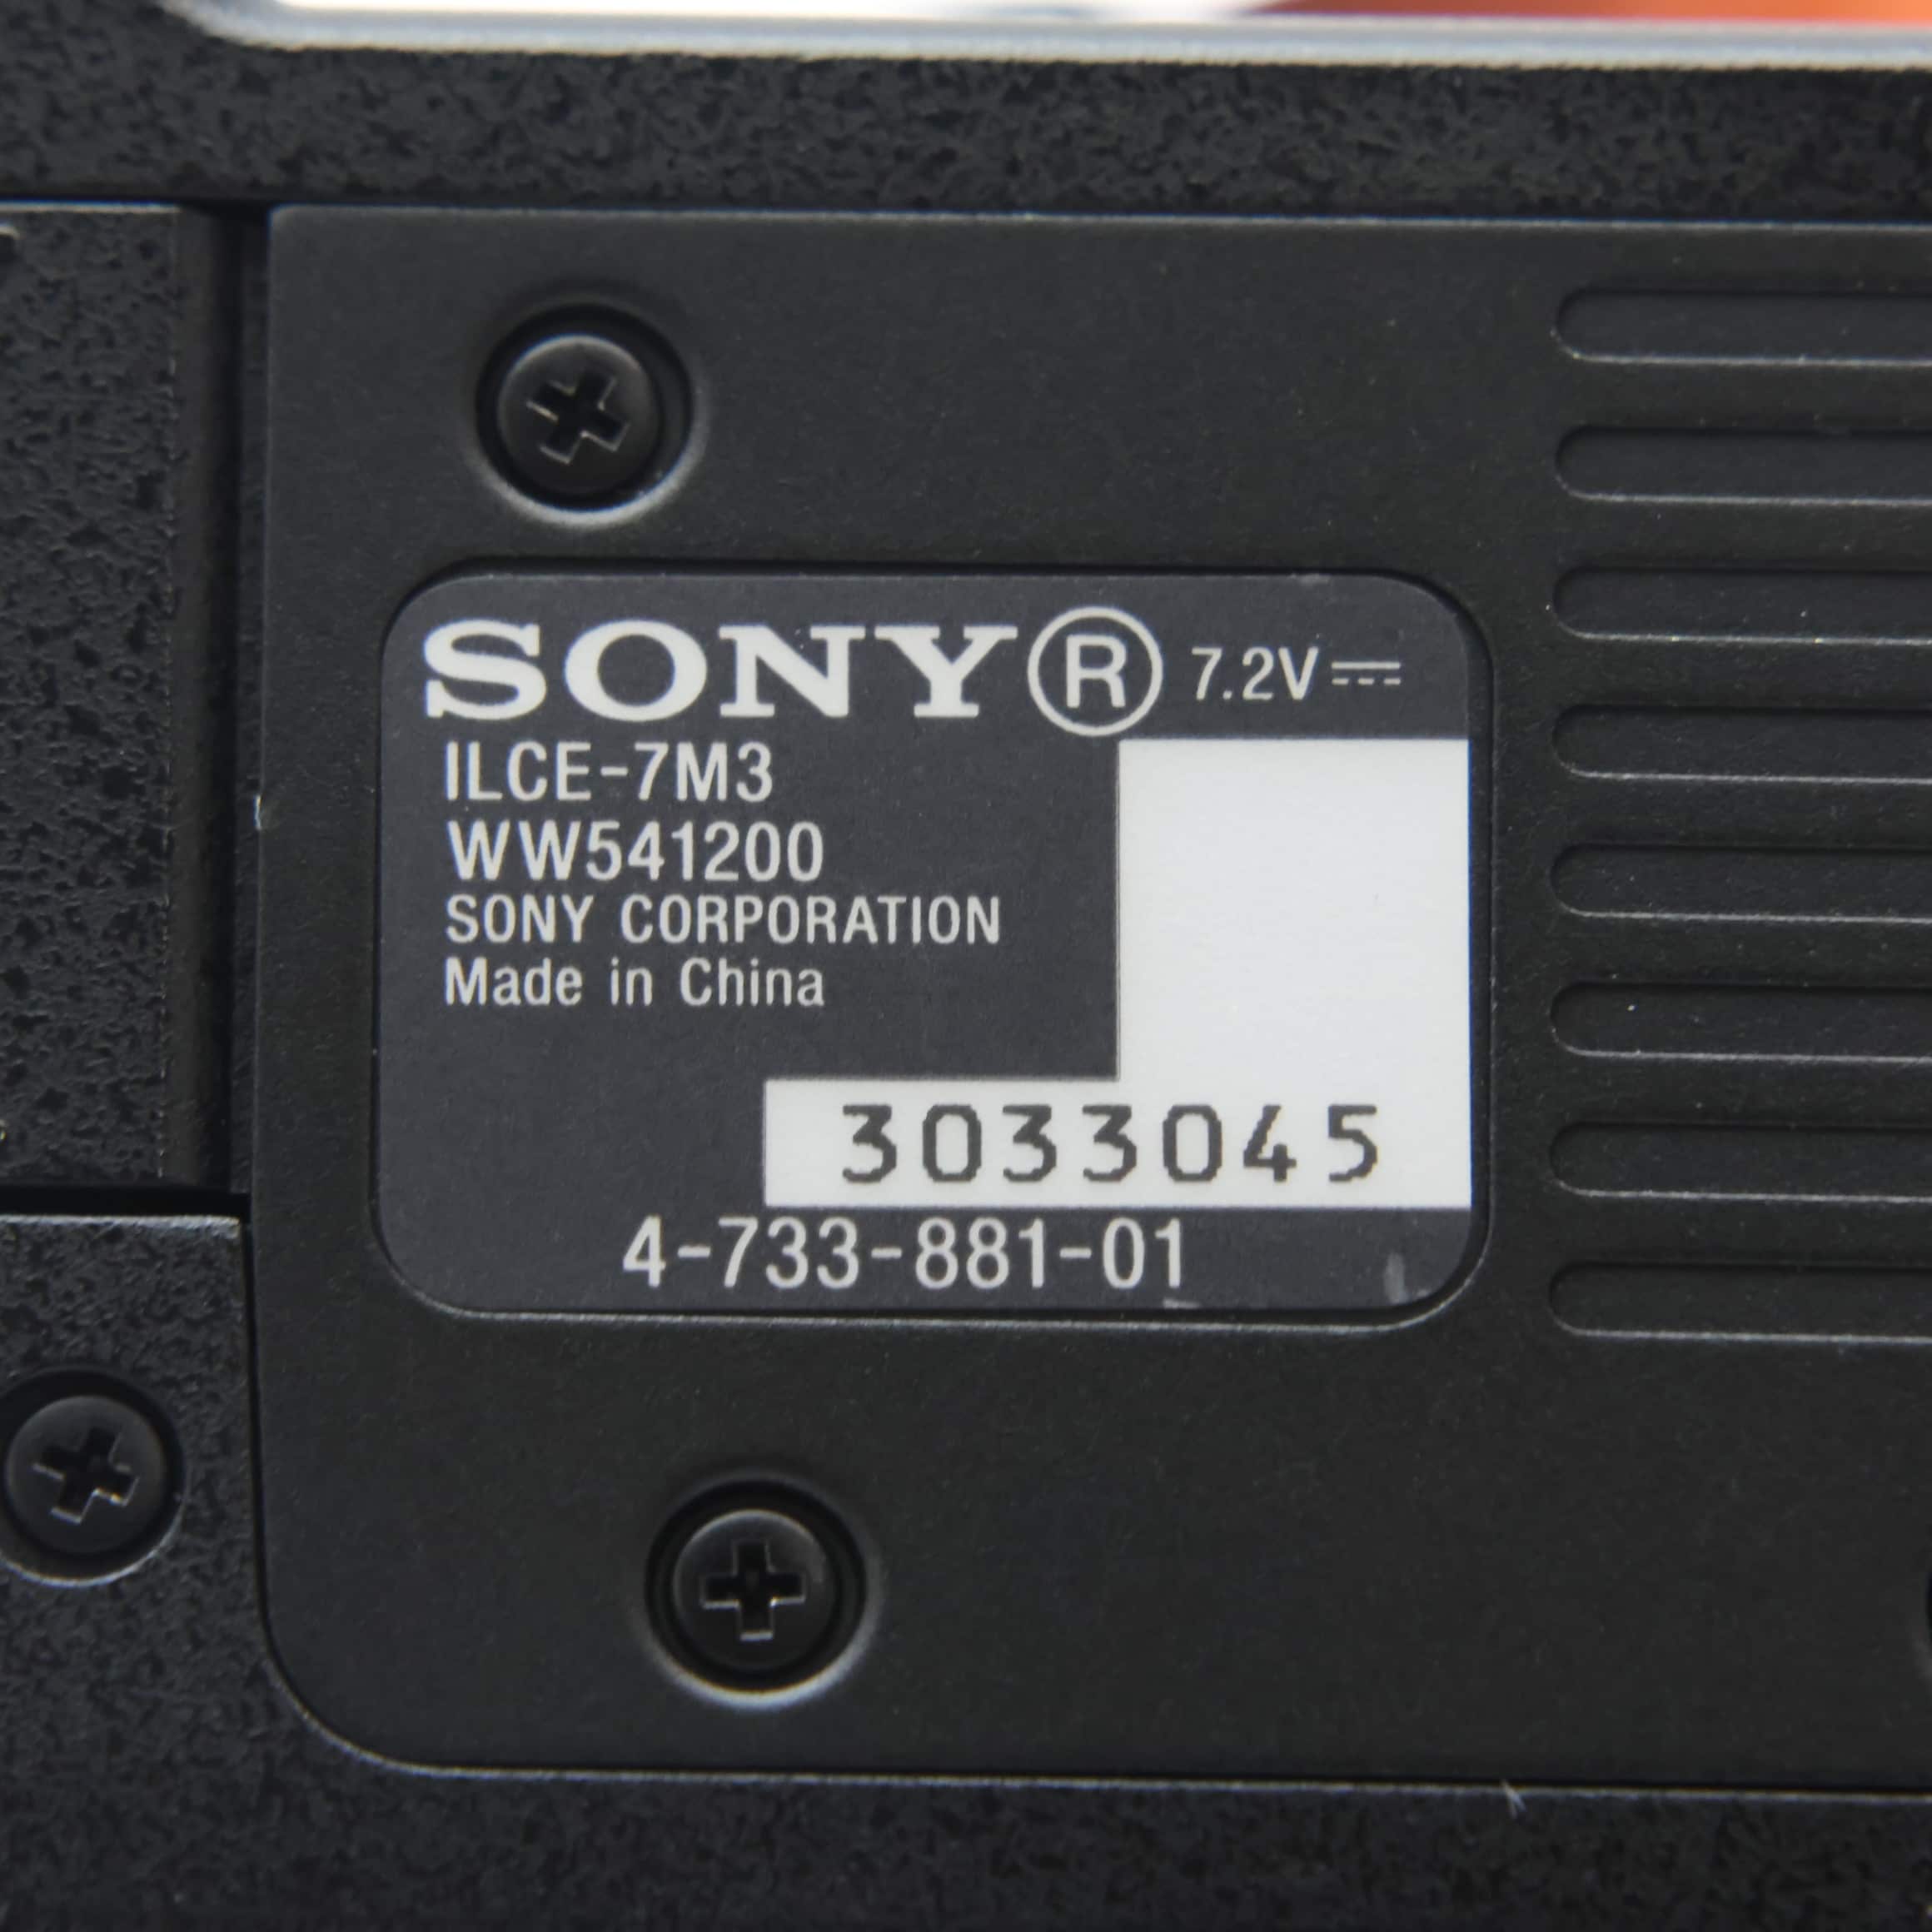 SONY® 7.2V⎓
ILCE-7M3
WW541200
SONY CORPORATION
Made in China
3033045
4-733-881-01